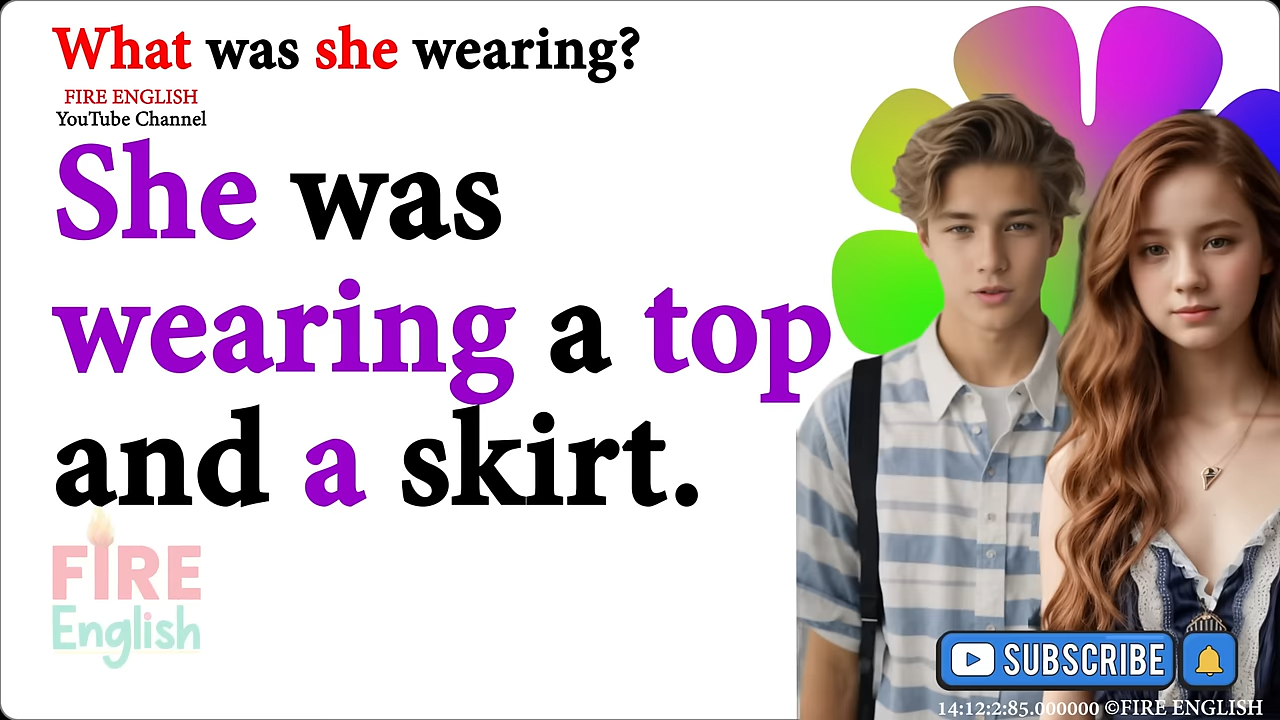 What was she wearing?
FIRE ENGLISH
YouTube Channel
She was
wearing a top
and a skirt.
FIRE
English
SUBSCRIBE
14:12:2:85.000000 ©FIRE ENGLISH